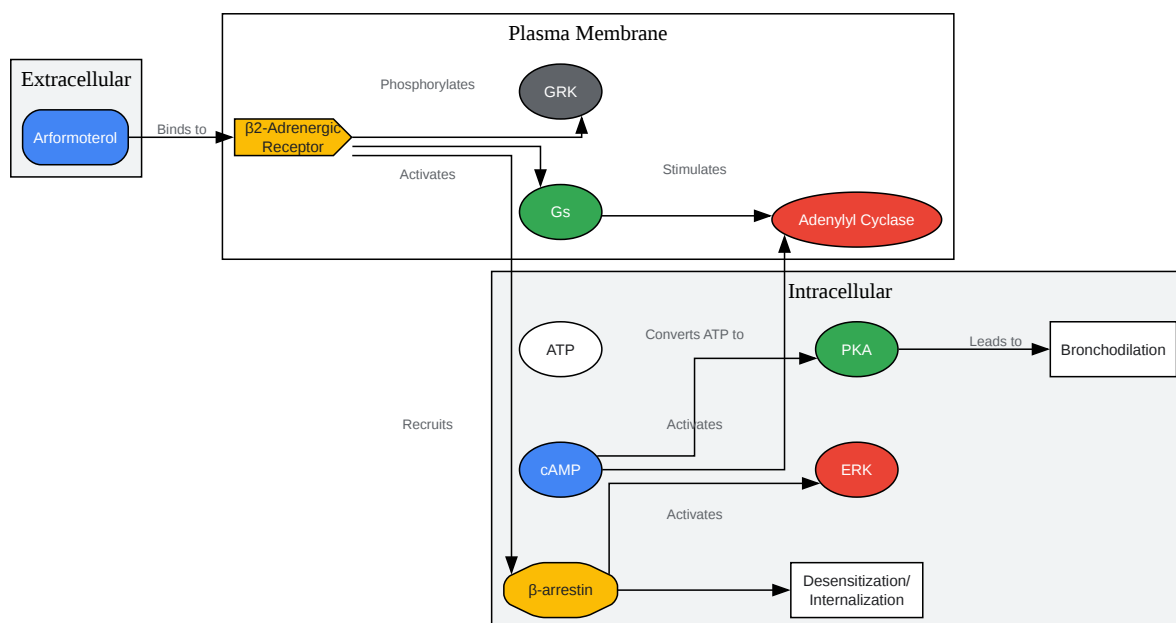 Plasma Membrane
Extracellular
Phosphorylates
GRK
Arformoterol
Binds to
β2-Adrenergic
Receptor
Activates
Stimulates
Gs
Adenylyl Cyclase
Intracellular
ATP
Converts ATP to
PKA
Leads to
Bronchodilation
Recruits
Activates
cAMP
ERK
Activates
β-arrestin
Desensitization/
Internalization